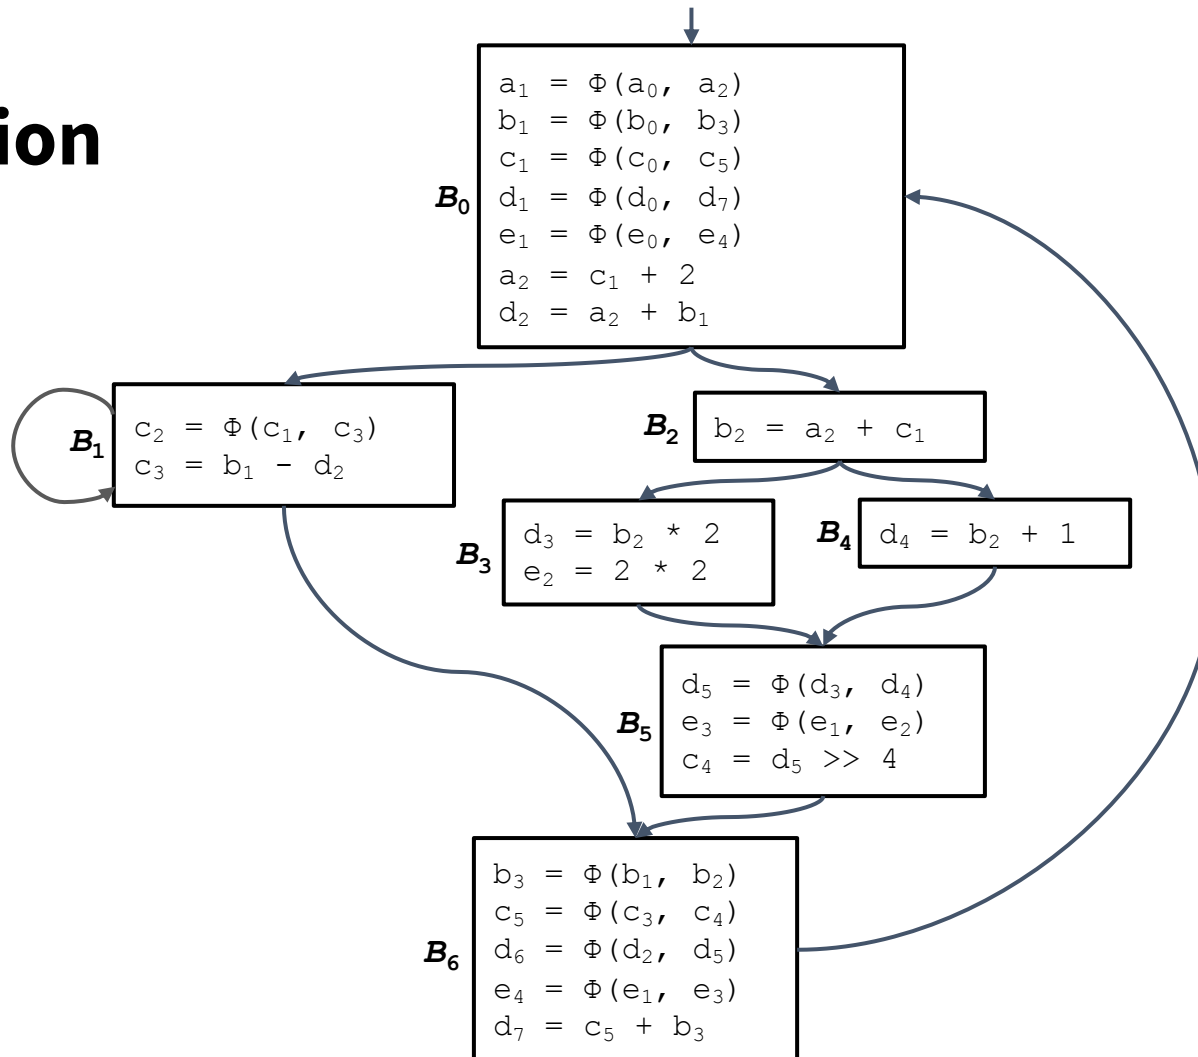 ion
B₀
a₁ = Φ(a₀, a₂)
b₁ = Φ(b₀, b₃)
c₁ = Φ(c₀, c₅)
d₁ = Φ(d₀, d₇)
e₁ = Φ(e₀, e₄)
a₂ = c₁ + 2
d₂ = a₂ + b₁
B₁
c₂ = Φ(c₁, c₃)
c₃ = b₁ - d₂
B₂
b₂ = a₂ + c₁
B₃
d₃ = b₂ * 2
e₂ = 2 * 2
B₄
d₄ = b₂ + 1
B₅
d₅ = Φ(d₃, d₄)
e₃ = Φ(e₁, e₂)
c₄ = d₅ >> 4
B₆
b₃ = Φ(b₁, b₂)
c₅ = Φ(c₃, c₄)
d₆ = Φ(d₂, d₅)
e₄ = Φ(e₁, e₃)
d₇ = c₅ + b₃